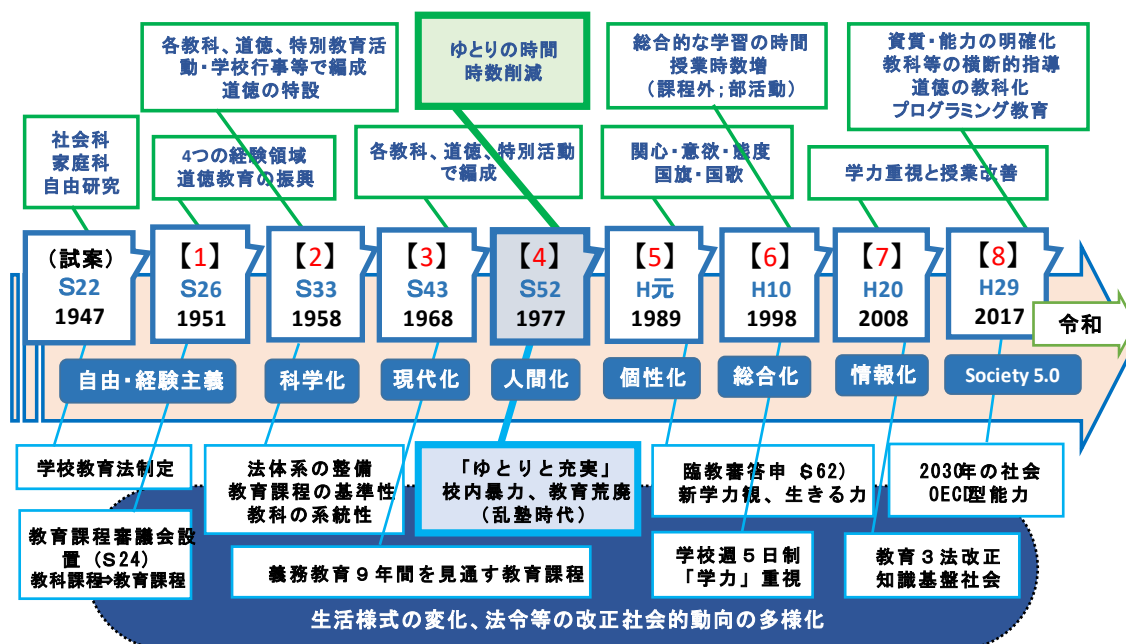 各教科、道徳、特別教育活
動・学校行事等で編成
道徳の特設
ゆとりの時間
時数削減
総合的な学習の時間
授業時数増
（課程外；部活動）
資質・能力の明確化
教科等の横断的指導
道徳の教科化
プログラミング教育
社会科
家庭科
自由研究
4つの経験領域
道徳教育の振興
各教科、道徳、特別活動
で編成
関心・意欲・態度
国旗・国歌
学力重視と授業改善
（試案）
S22
1947
【1】
S26
1951
【2】
S33
1958
【3】
S43
1968
【4】
S52
1977
【5】
H元
1989
【6】
H10
1998
【7】
H20
2008
【8】
H29
2017
令和
自由・経験主義
科学化
現代化
人間化
個性化
総合化
情報化
Society 5.0
学校教育法制定
法体系の整備
教育課程の基準性
教科の系統性
「ゆとりと充実」
校内暴力、教育荒廃
（乱塾時代）
臨教審答申 S62）
新学力観、生きる力
2030年の社会
OECD型能力
教育課程審議会設
置（S24）
教科課程⇒教育課程
義務教育９年間を見通す教育課程
学校週５日制
「学力」重視
教育３法改正
知識基盤社会
生活様式の変化、法令等の改正社会的動向の多様化